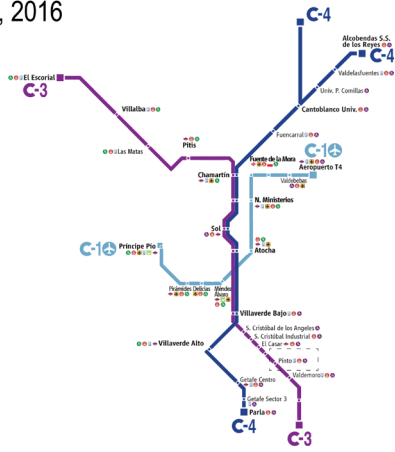 , 2016
C-4
Alcobendas S.S.
de los Reyes
C-4
Valdelasfuentes
Univ. P. Comillas
Cantoblanco Univ.
El Escorial
C-3
Villalba
Las Matas
Pitis
Fuencarral
C-1
Chamartín
Fuente de la Mora
Aeropuerto T4
Valdebebas
N. Ministerios
Sol
C-10
Príncipe Pío
Atocha
Pirámides
Delicias
Méndez
Álvaro
Villaverde Bajo
S. Cristóbal de los Angeles
S. Cristóbal Industrial
El Casar
Villaverde Alto
Pinto
Valdemoro
Getafe Centro
Getafe Sector 3
Parla
C-4
C-3